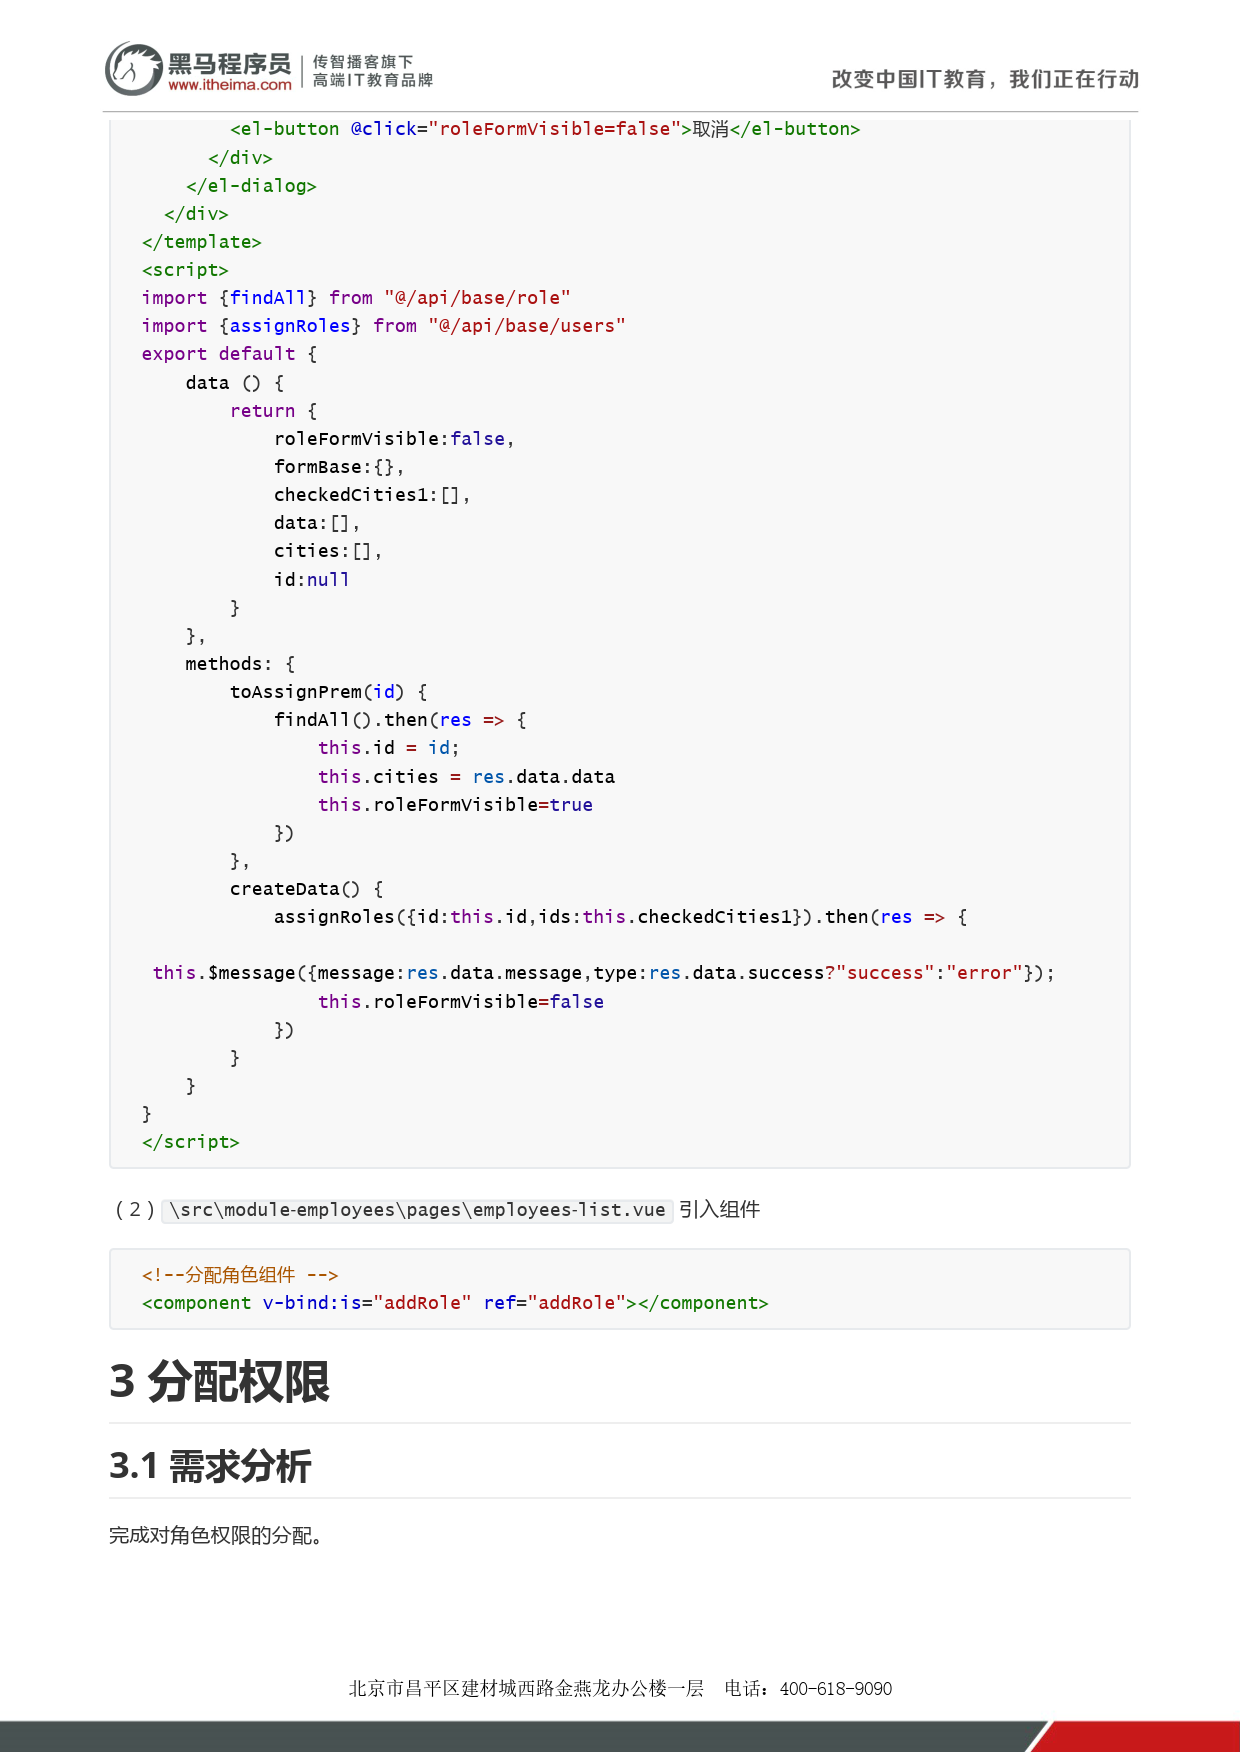 黑马程序员
www.itheima.com
传智播客旗下
高端IT教育品牌
改变中国IT教育，我们正在行动
        <el-button @click="roleFormVisible=false">取消</el-button>
      </div>
    </el-dialog>
  </div>
</template>
<script>
import {findAll} from "@/api/base/role"
import {assignRoles} from "@/api/base/users"
export default {
    data () {
        return {
            roleFormVisible:false,
            formBase:{},
            checkedCities1:[],
            data:[],
            cities:[],
            id:null
        }
    },
    methods: {
        toAssignPrem(id) {
            findAll().then(res => {
                this.id = id;
                this.cities = res.data.data
                this.roleFormVisible=true
            })
        },
        createData() {
            assignRoles({id:this.id,ids:this.checkedCities1}).then(res => {
 this.$message({message:res.data.message,type:res.data.success?"success":"error"});
                this.roleFormVisible=false
            })
        }
    }
}
</script>
（2）\src\module-employees\pages\employees-list.vue 引入组件
<!--分配角色组件 -->
<component v-bind:is="addRole" ref="addRole"></component>
3 分配权限
3.1 需求分析
完成对角色权限的分配。
北京市昌平区建材城西路金燕龙办公楼一层 电话：400-618-9090